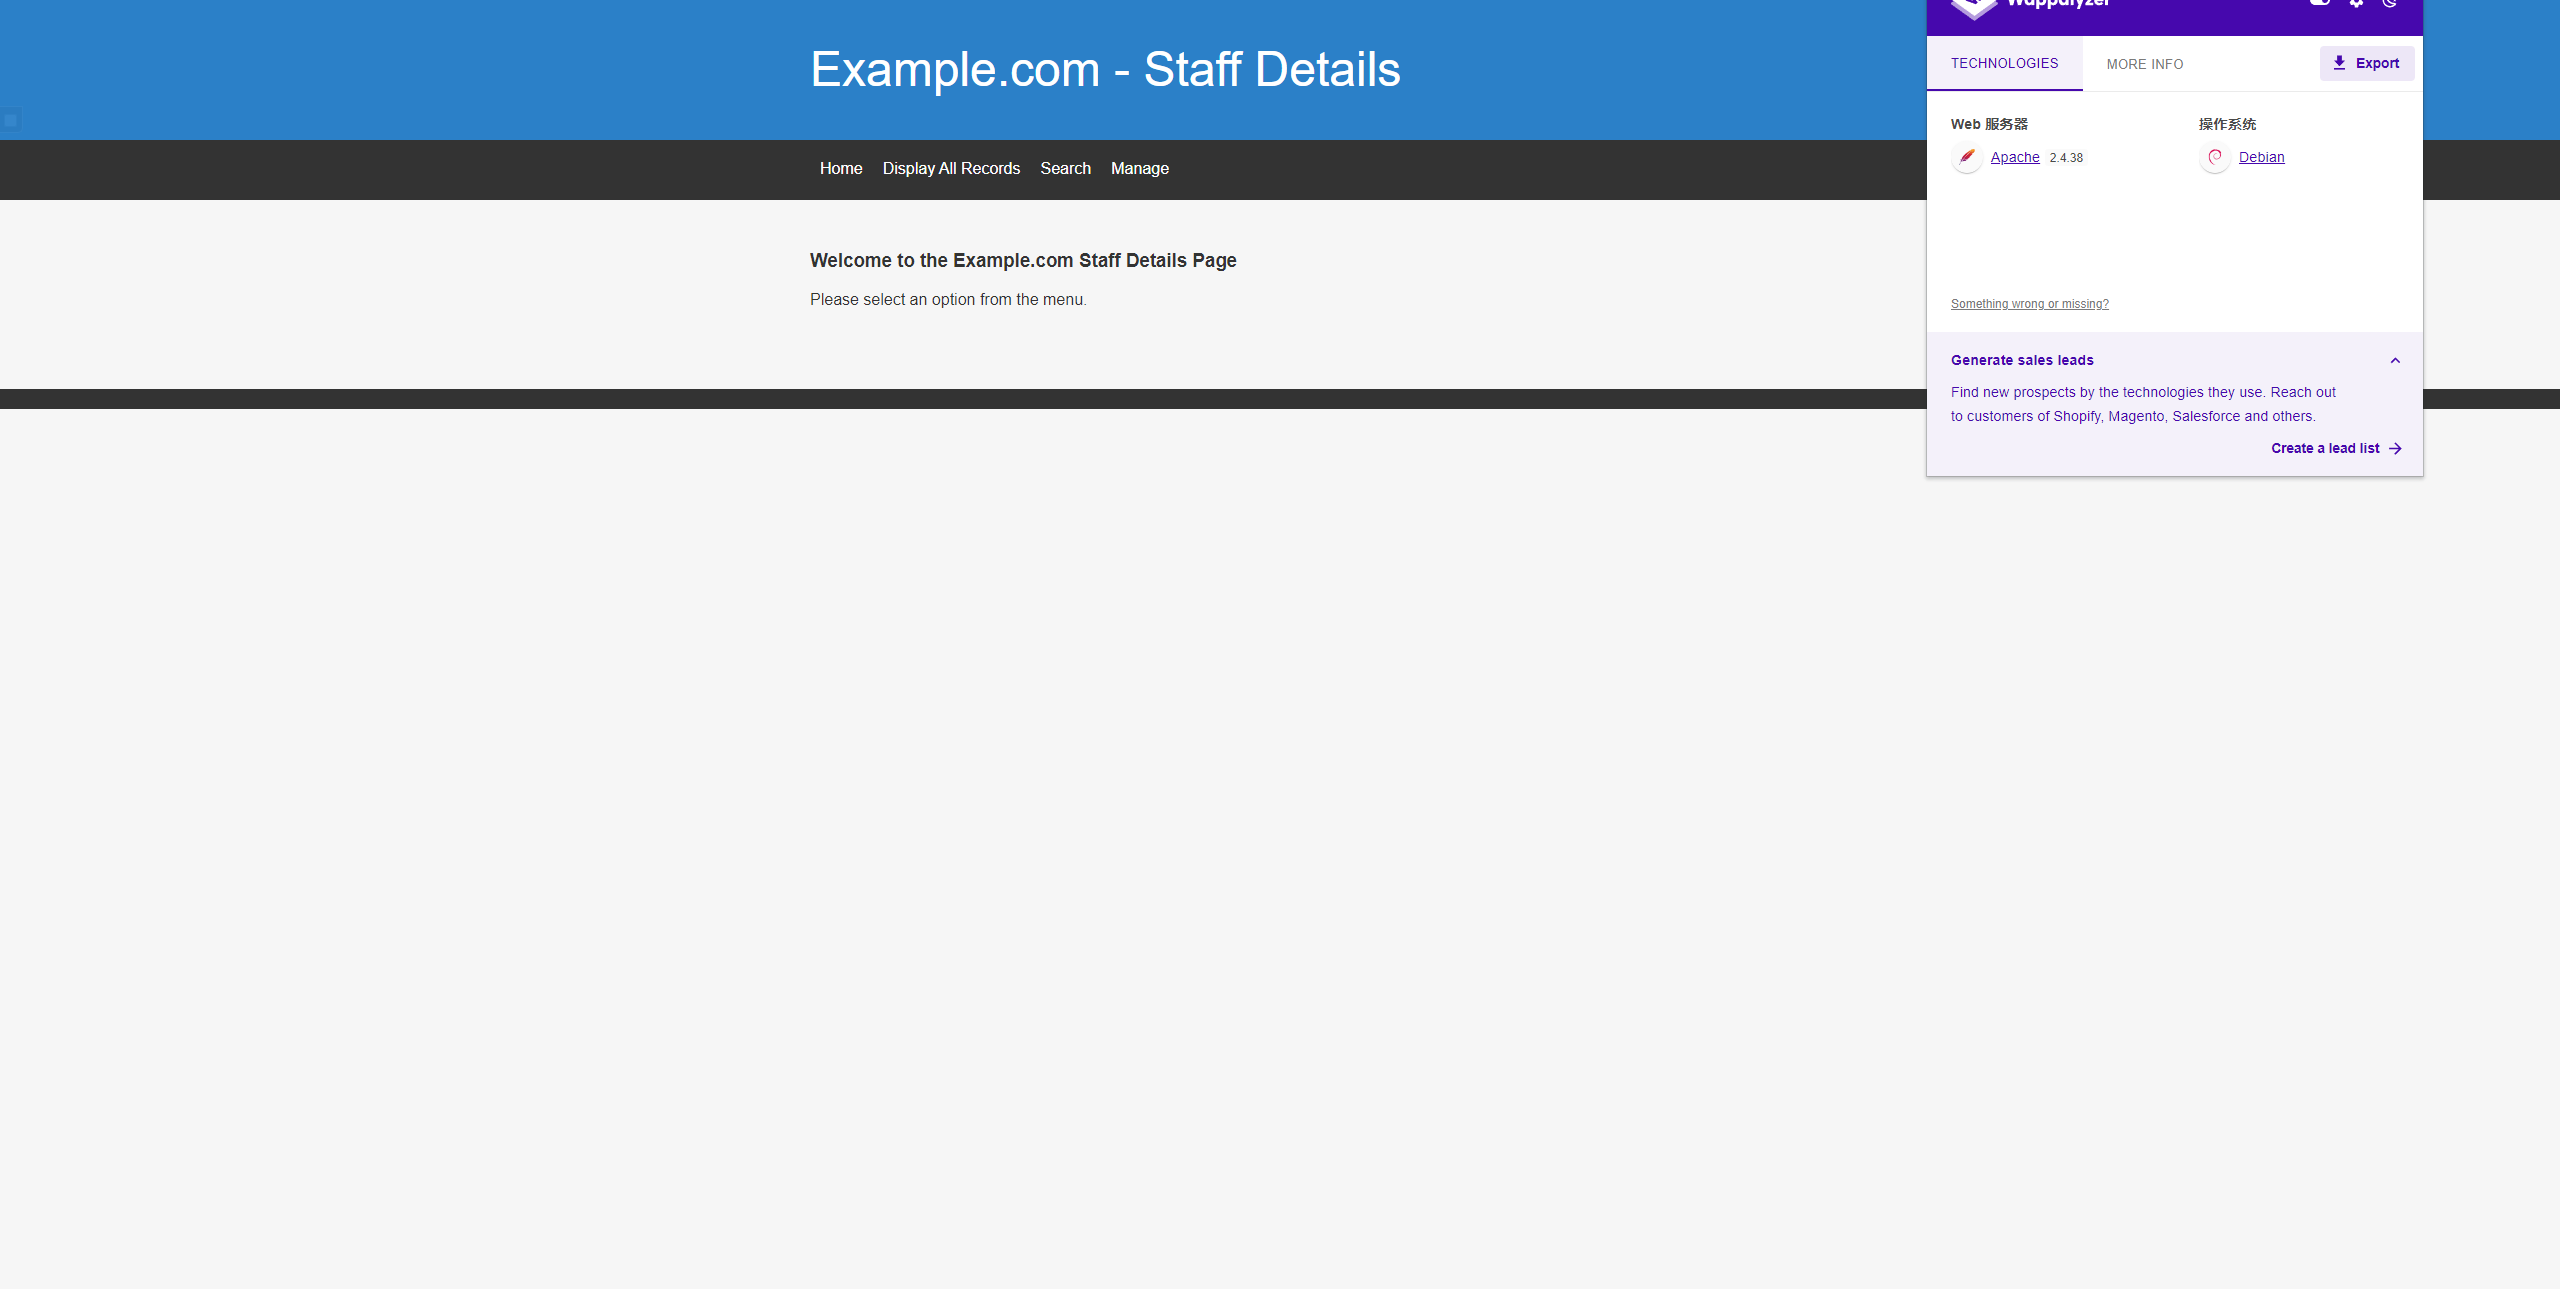 Example.com - Staff Details
Home Display All Records Search Manage
Welcome to the Example.com Staff Details Page
Please select an option from the menu.
Wappalyzer
TECHNOLOGIES MORE INFO Export
Web 服务器
Apache 2.4.38
操作系统
Debian
Something wrong or missing?
Generate sales leads
Find new prospects by the technologies they use. Reach out
to customers of Shopify, Magento, Salesforce and others.
Create a lead list